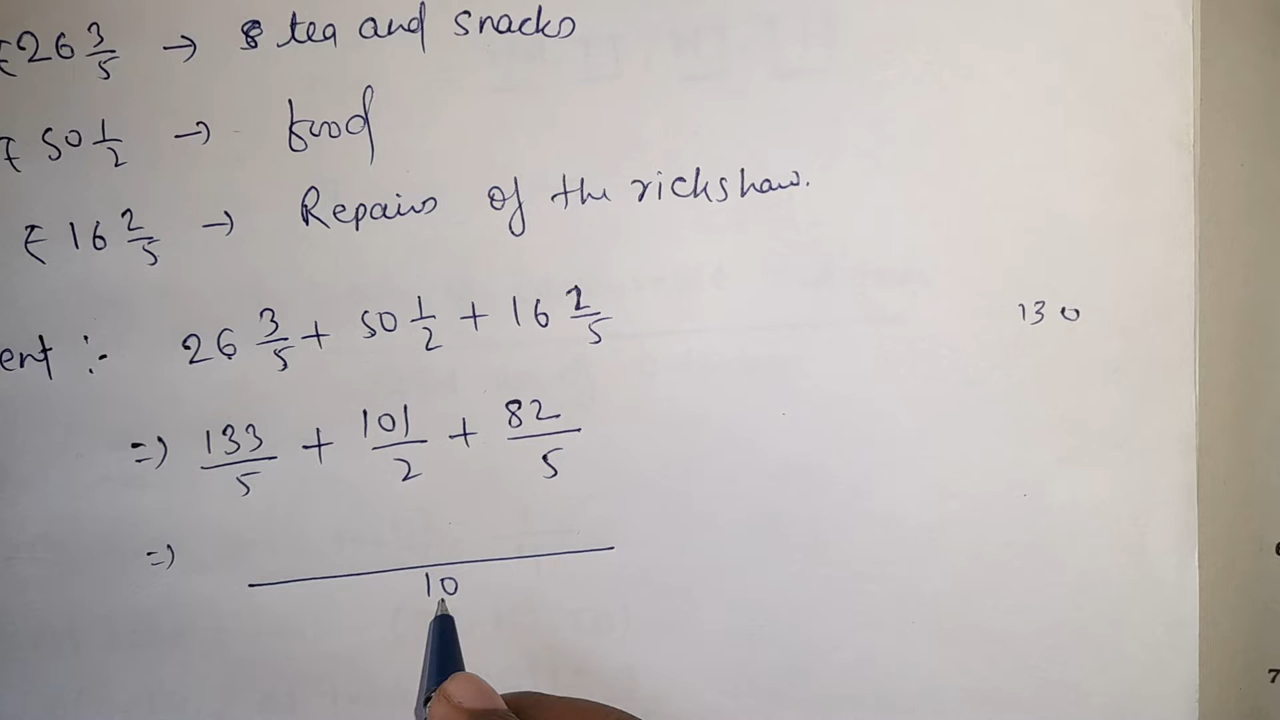 ₹26 3/5 → tea and snacks
₹ 50 1/2 → food
₹ 16 2/5 → Repairs of the rickshaw.
ent :- 26 3/5 + 50 1/2 + 16 2/5
130
=) 133/5 + 101/2 + 82/5
=) /10
7